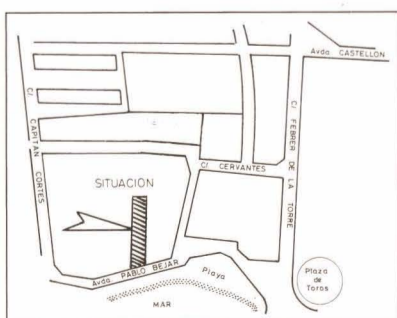 Avda. CASTELLON
C/ CAPITAN CORTES
C/ FEBRER DE LA TORRE
C/ CERVANTES
SITUACION
Avda. PABLO BEJAR
Playa
MAR
Plaza
de
Toros